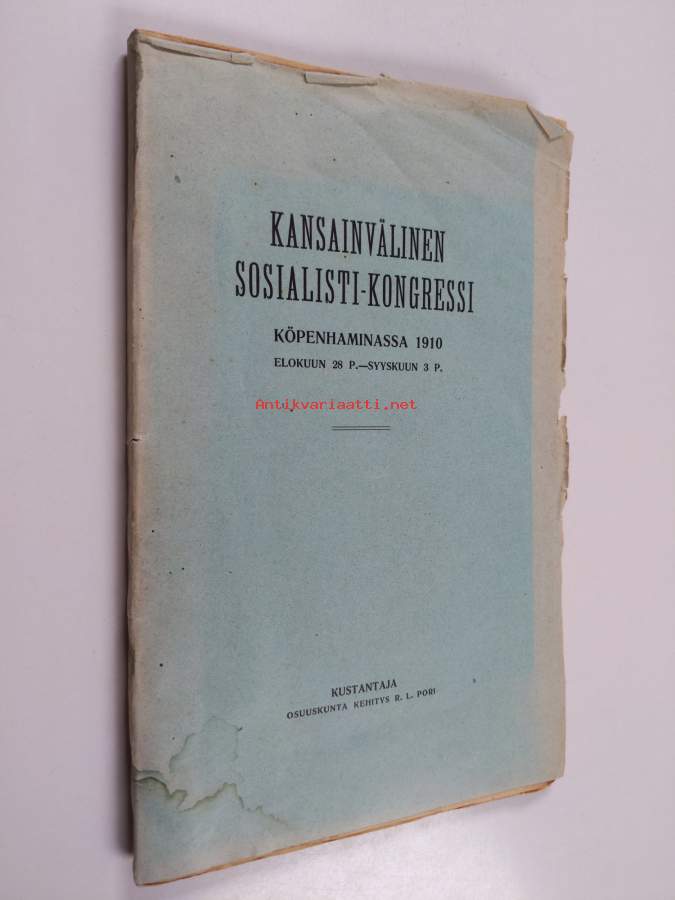 KANSAINVÄLINEN
SOSIALISTI-KONGRESSI
KÖPENHAMINASSA 1910
ELOKUUN 28 P.—SYYSKUUN 3 P.
Antikvariaatti.net
KUSTANTAJA
OSUUSKUNTA KEHITYS R. L. PORI